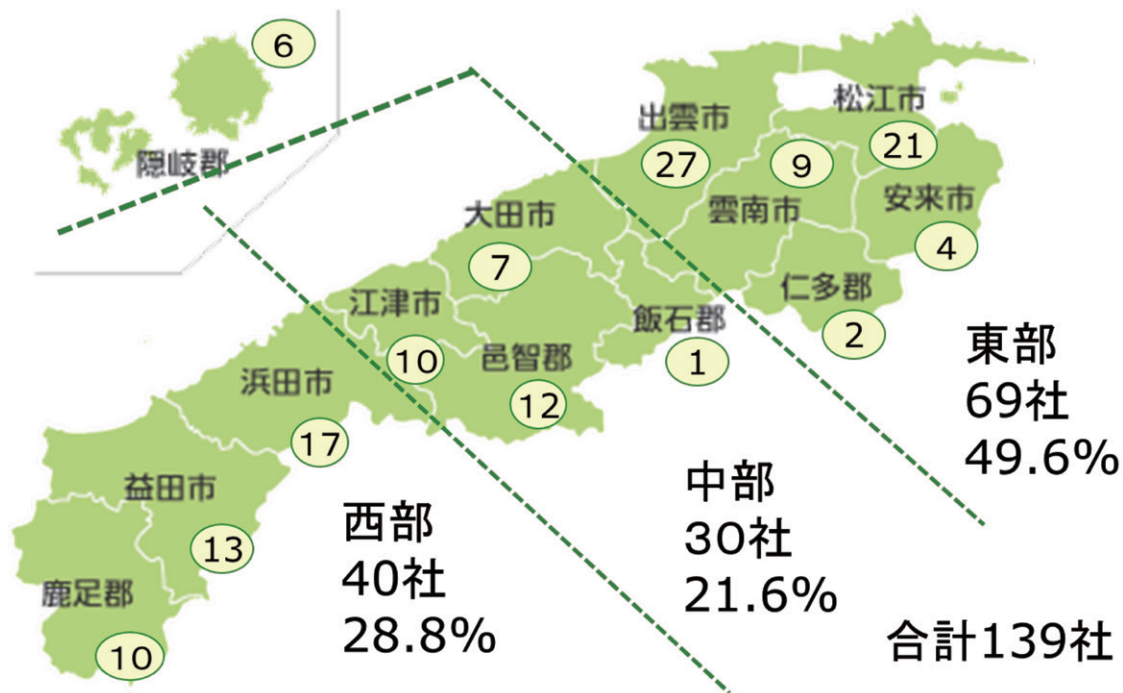 6
隠岐郡
松江市
21
出雲市
27
9
雲南市
安来市
4
大田市
7
仁多郡
2
飯石郡
1
江津市
10
邑智郡
12
浜田市
17
益田市
13
鹿足郡
10
東部
69社
49.6%
中部
30社
21.6%
西部
40社
28.8%
合計139社